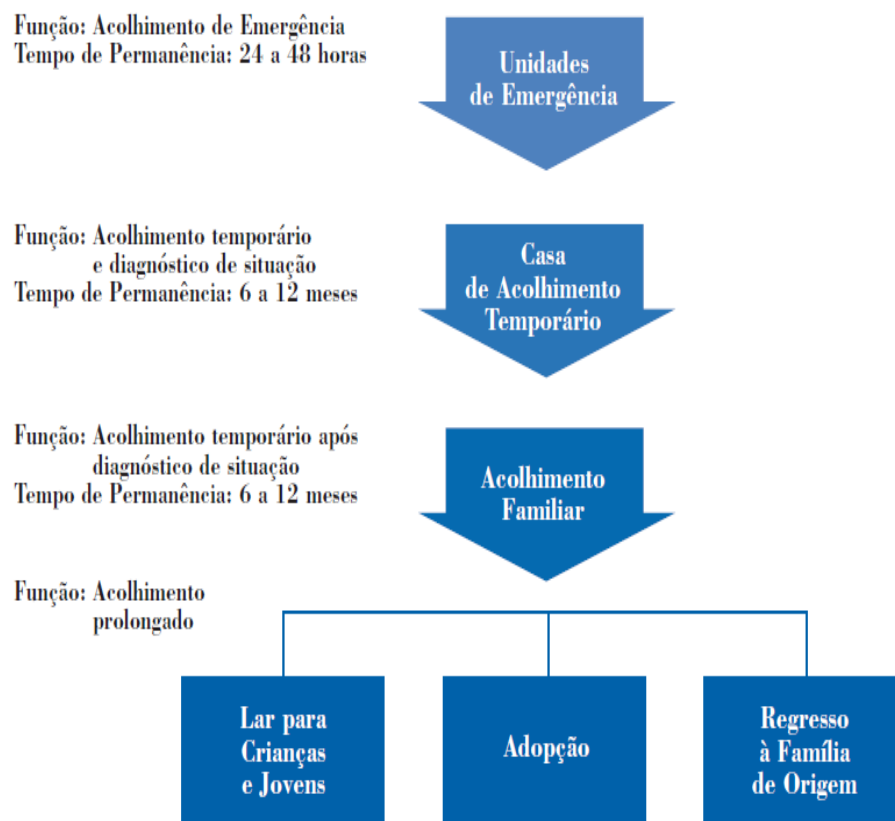 Função: Acolhimento de Emergência
Tempo de Permanência: 24 a 48 horas
Unidades
de Emergência
Função: Acolhimento temporário
e diagnóstico de situação
Tempo de Permanência: 6 a 12 meses
Casa
de Acolhimento
Temporário
Função: Acolhimento temporário após
diagnóstico de situação
Tempo de Permanência: 6 a 12 meses
Acolhimento
Familiar
Função: Acolhimento
prolongado
Lar para
Crianças
e Jovens
Adopção
Regresso
à Família
de Origem